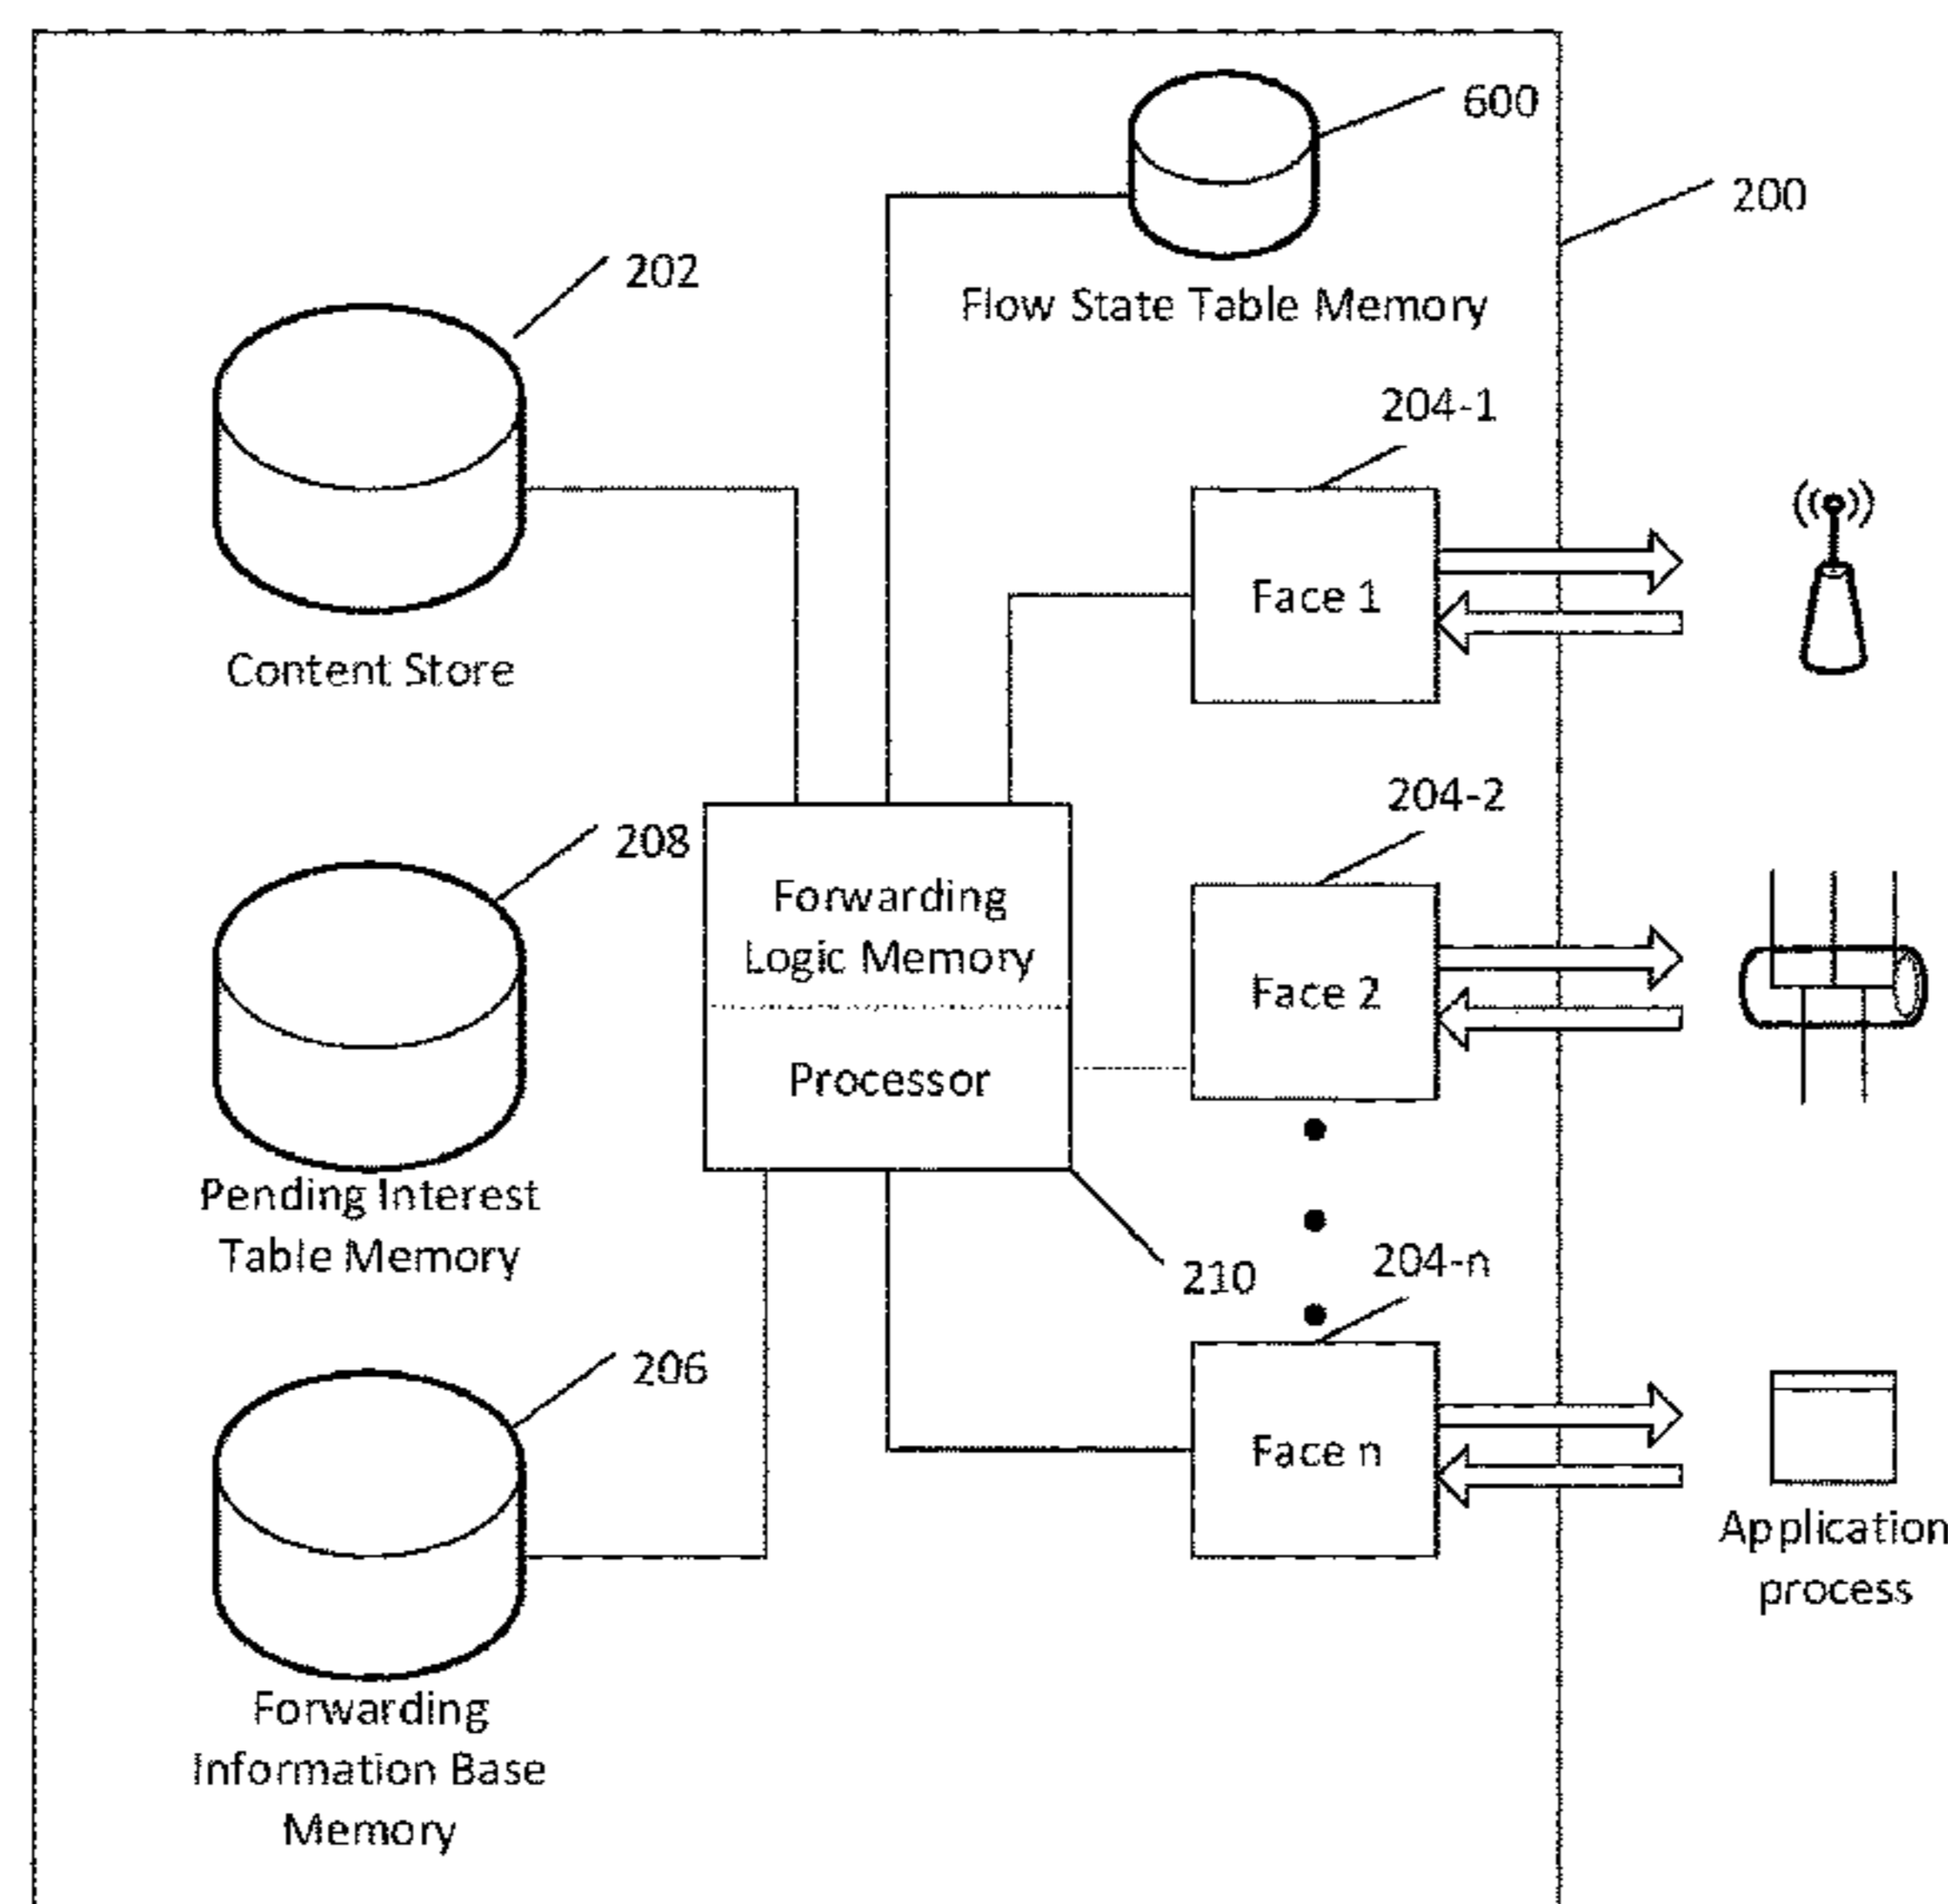 600
200
202
Flow State Table Memory
204-1
Face 1
Content Store
204-2
208
Forwarding
Logic Memory
Face 2
Processor
Pending Interest
Table Memory
210
204-n
206
Face n
Application
process
Forwarding
Information Base
Memory